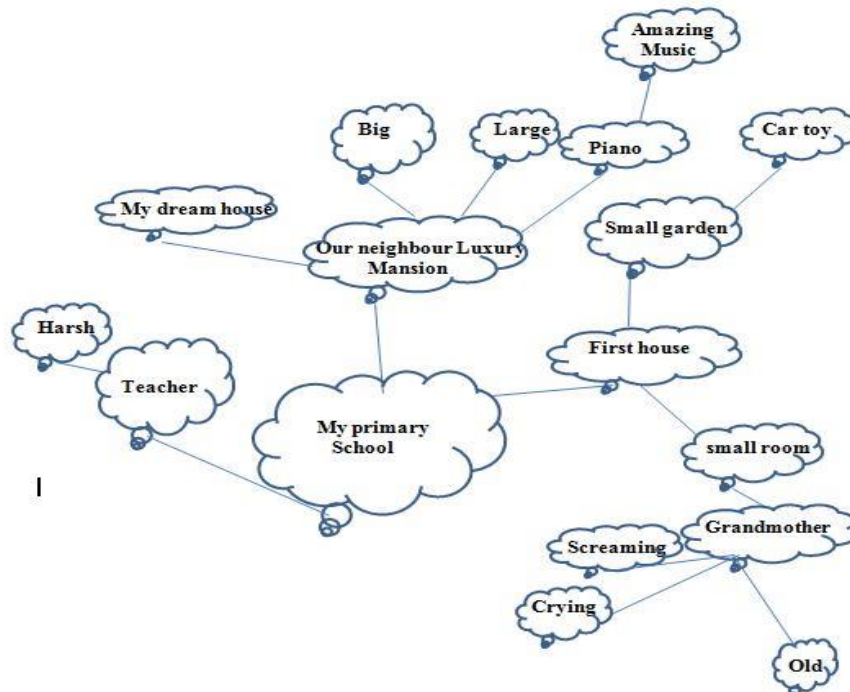 Amazing
Music
Big
Large
Piano
Car toy
My dream house
Small garden
Our neighbour Luxury
Mansion
Harsh
First house
Teacher
My primary
School
small room
Grandmother
Screaming
Crying
Old